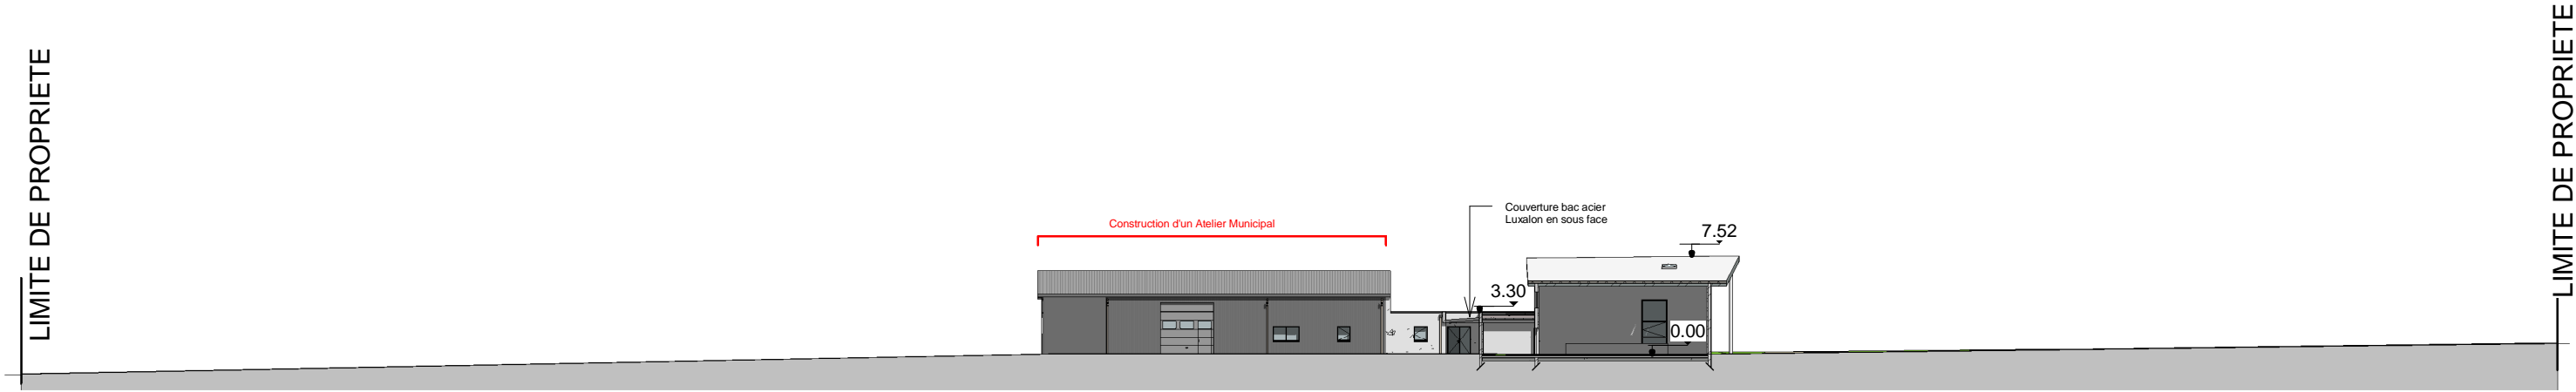 LIMITE DE PROPRIETE
Construction d'un Atelier Municipal
Couverture bac acier
Luxalon en sous face
7.52
3.30
0.00
LIMITE DE PROPRIETE